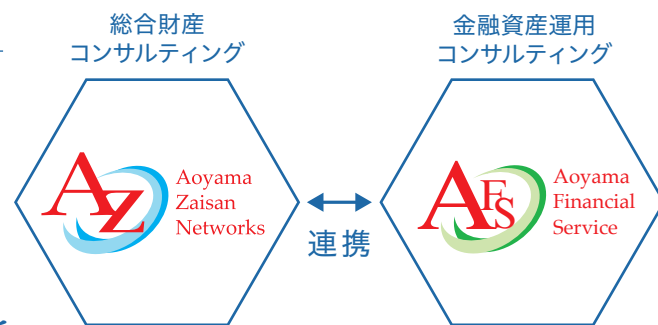 総合財産
コンサルティング
金融資産運用
コンサルティング
AZ
Aoyama
Zaisan
Networks
連携
AFS
Aoyama
Financial
Service